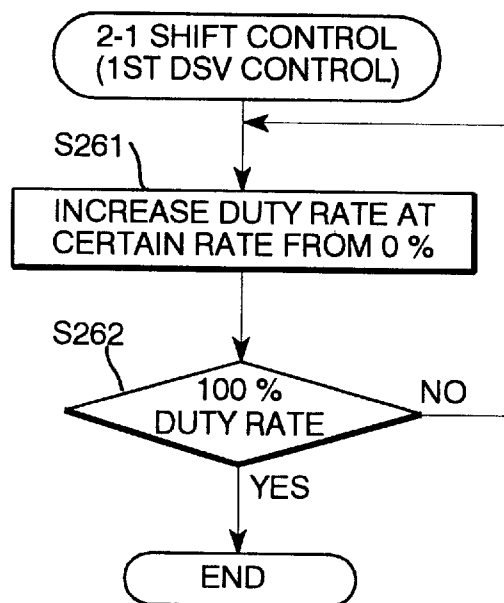 2-1 SHIFT CONTROL
(1ST DSV CONTROL)
S261
INCREASE DUTY RATE AT
CERTAIN RATE FROM 0 %
S262
100 %
DUTY RATE
NO
YES
END